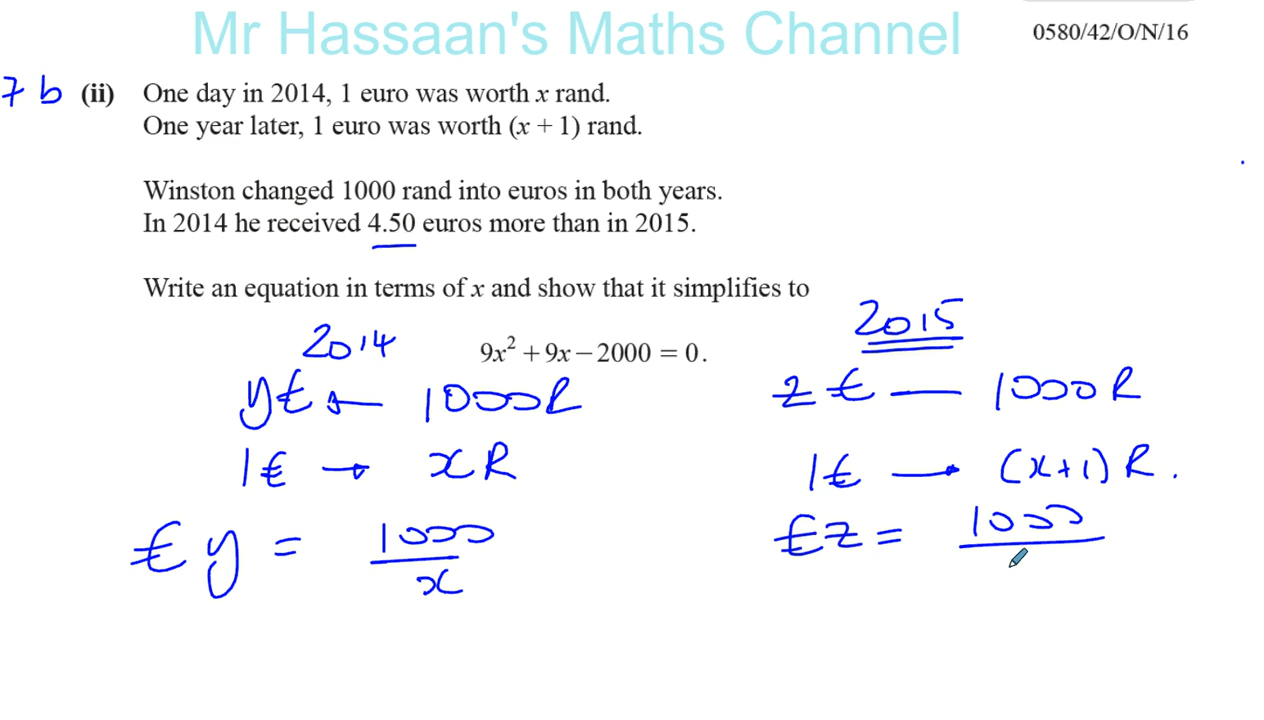 Mr Hassaan's Maths Channel
0580/42/O/N/16
7 b (ii) One day in 2014, 1 euro was worth x rand.
One year later, 1 euro was worth (x + 1) rand.
Winston changed 1000 rand into euros in both years.
In 2014 he received 4.50 euros more than in 2015.
Write an equation in terms of x and show that it simplifies to
9x² + 9x − 2000 = 0.
2014
2015
y€ ← 1000R
z € — 1000R
1€ → xR
1€ → (x+1) R.
€ y = 1000/x
€z = 1000/